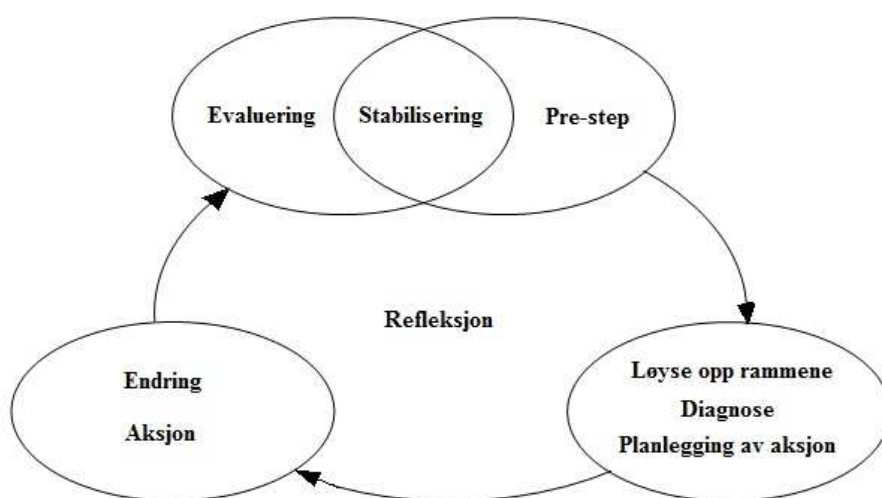 Evaluering
Stabilisering
Pre-step
Refleksjon
Endring
Aksjon
Løyse opp rammene
Diagnose
Planlegging av aksjon